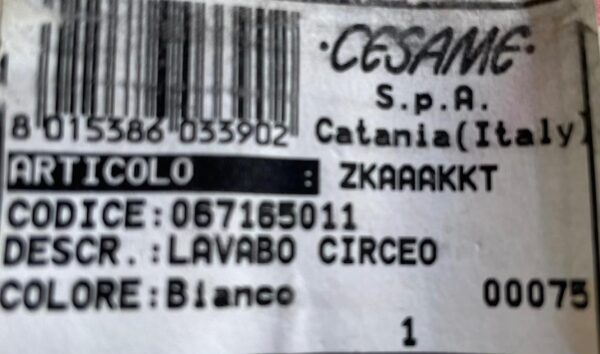 ·CESAME·
S.p.A.
8 015386 033902 Catania(Italy)
ARTICOLO : ZKAAAKKT
CODICE:067165011
DESCR.:LAVABO CIRCEO
COLORE:Bianco 00075
1